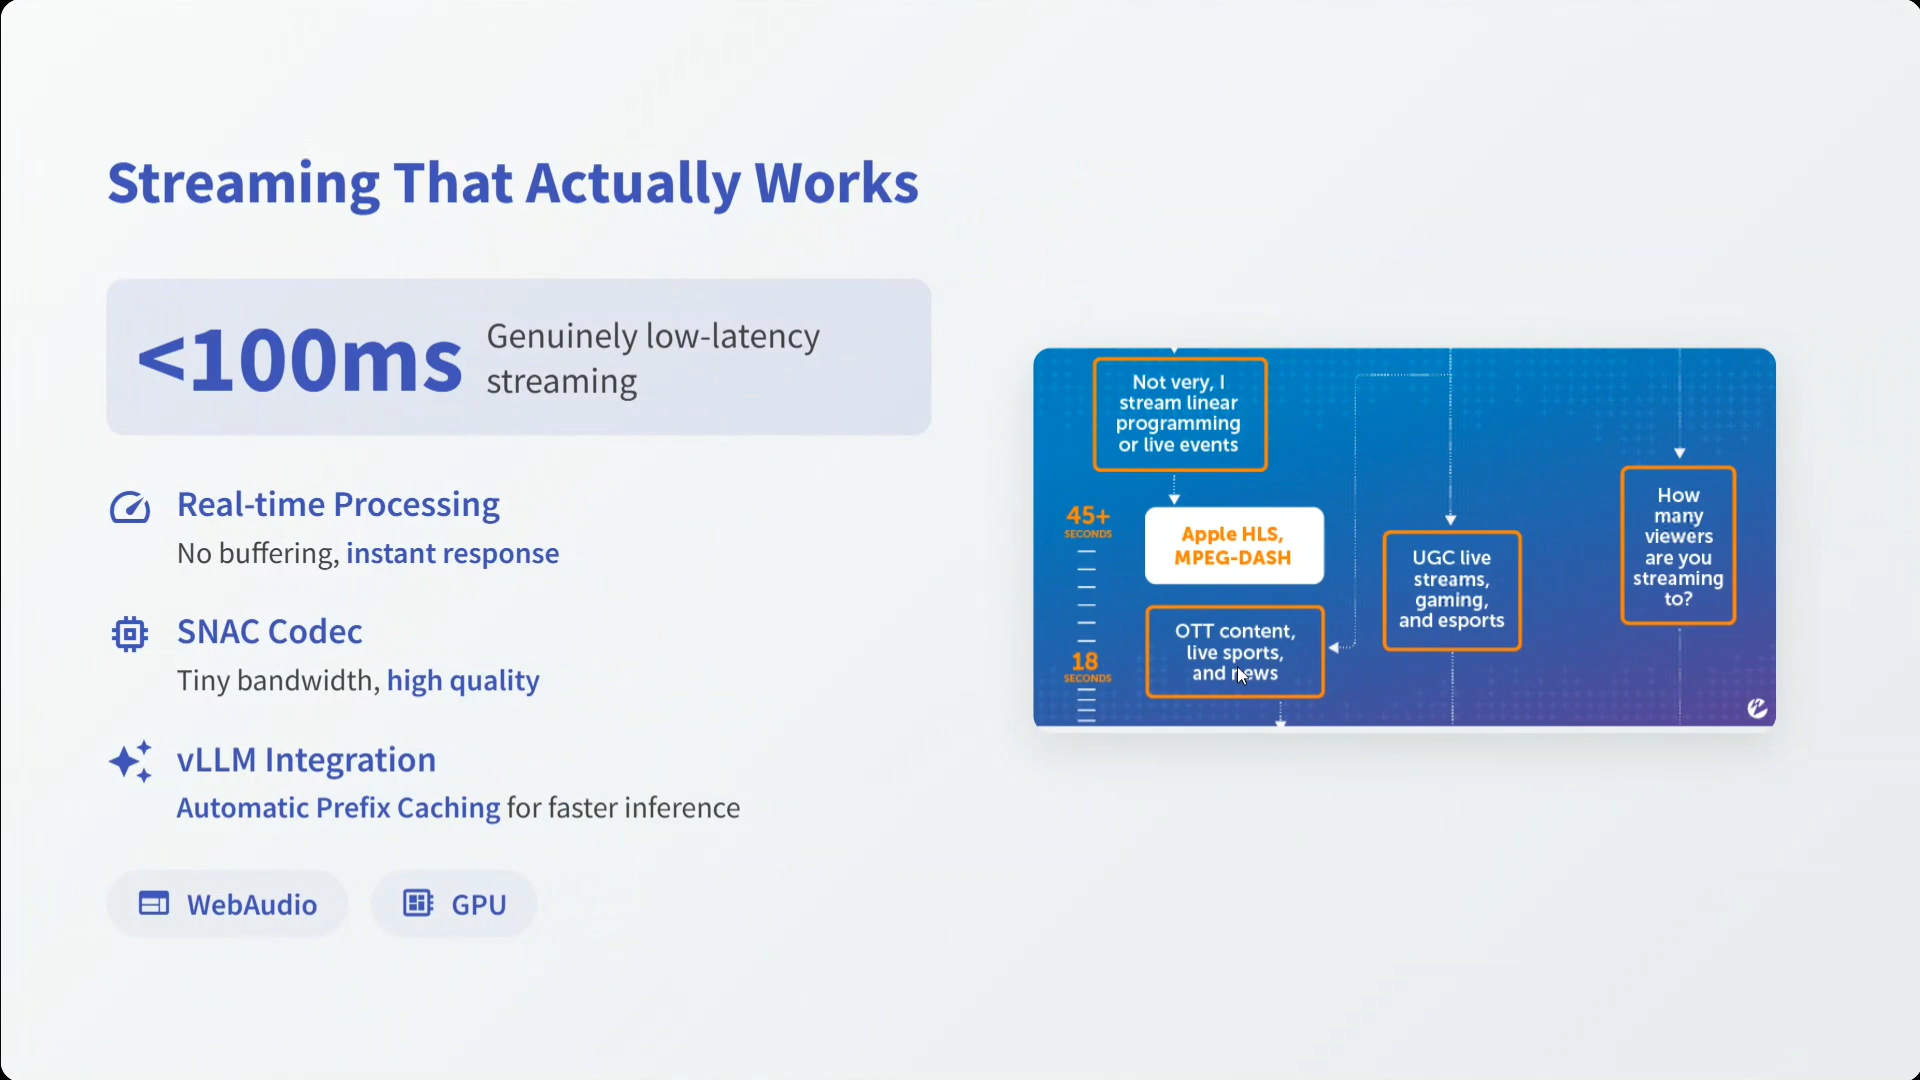 Streaming That Actually Works
<100ms
Genuinely low-latency
streaming
Real-time Processing
No buffering, instant response
SNAC Codec
Tiny bandwidth, high quality
vLLM Integration
Automatic Prefix Caching for faster inference
WebAudio
GPU
Not very, I
stream linear
programming
or live events
45+
SECONDS
Apple HLS,
MPEG-DASH
OTT content,
live sports,
and news
18
SECONDS
UGC live
streams,
gaming,
and esports
How
many
viewers
are you
streaming
to?